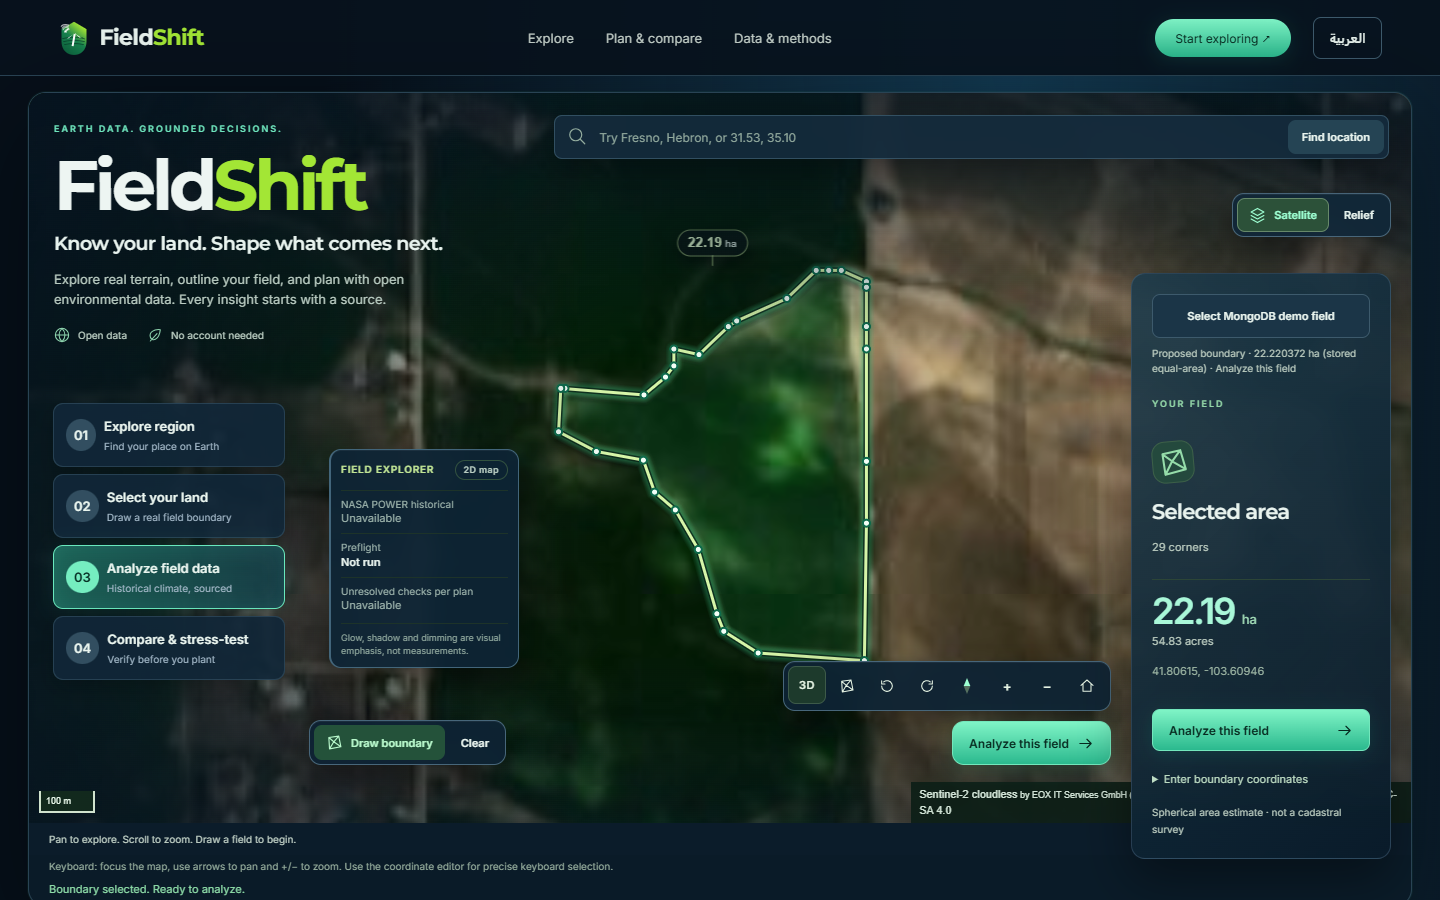 FieldShift
Explore
Plan & compare
Data & methods
Start exploring ↗
العربية
EARTH DATA. GROUNDED DECISIONS.
FieldShift
Know your land. Shape what comes next.
Explore real terrain, outline your field, and plan with open
environmental data. Every insight starts with a source.
Open data
No account needed
Try Fresno, Hebron, or 31.53, 35.10
Find location
Satellite
Relief
22.19 ha
01
Explore region
Find your place on Earth
02
Select your land
Draw a real field boundary
03
Analyze field data
Historical climate, sourced
04
Compare & stress-test
Verify before you plant
FIELD EXPLORER
2D map
NASA POWER historical
Unavailable
Preflight
Not run
Unresolved checks per plan
Unavailable
Glow, shadow and dimming are visual
emphasis, not measurements.
Draw boundary
Clear
3D
+
−
Analyze this field →
Select MongoDB demo field
Proposed boundary · 22.220372 ha (stored
equal-area) · Analyze this field
YOUR FIELD
Selected area
29 corners
22.19 ha
54.83 acres
41.80615, -103.60946
Analyze this field →
▶ Enter boundary coordinates
Spherical area estimate · not a cadastral
survey
100 m
Sentinel-2 cloudless by EOX IT Services GmbH
SA 4.0
Pan to explore. Scroll to zoom. Draw a field to begin.
Keyboard: focus the map, use arrows to pan and +/− to zoom. Use the coordinate editor for precise keyboard selection.
Boundary selected. Ready to analyze.